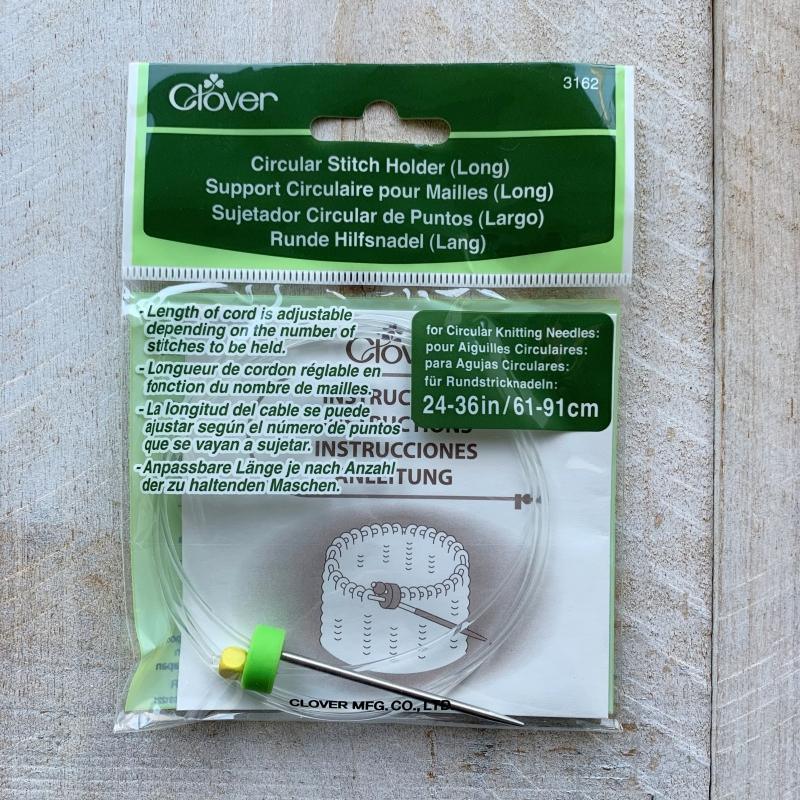 Clover
3162
Circular Stitch Holder (Long)
Support Circulaire pour Mailles (Long)
Sujetador Circular de Puntos (Largo)
Runde Hilfsnadel (Lang)
- Length of cord is adjustable
depending on the number of
stitches to be held.
- Longueur de cordon réglable en
fonction du nombre de mailles.
- La longitud del cable se puede
ajustar según el número de puntos
que se vayan a sujetar.
- Anpassbare Länge je nach Anzahl
der zu haltenden Maschen.
for Circular Knitting Needles:
pour Aiguilles Circulaires:
para Agujas Circulares:
für Rundstricknadeln:
24-36in/61-91cm
INSTRUCCIONES
CLOVER MFG. CO., LTD.